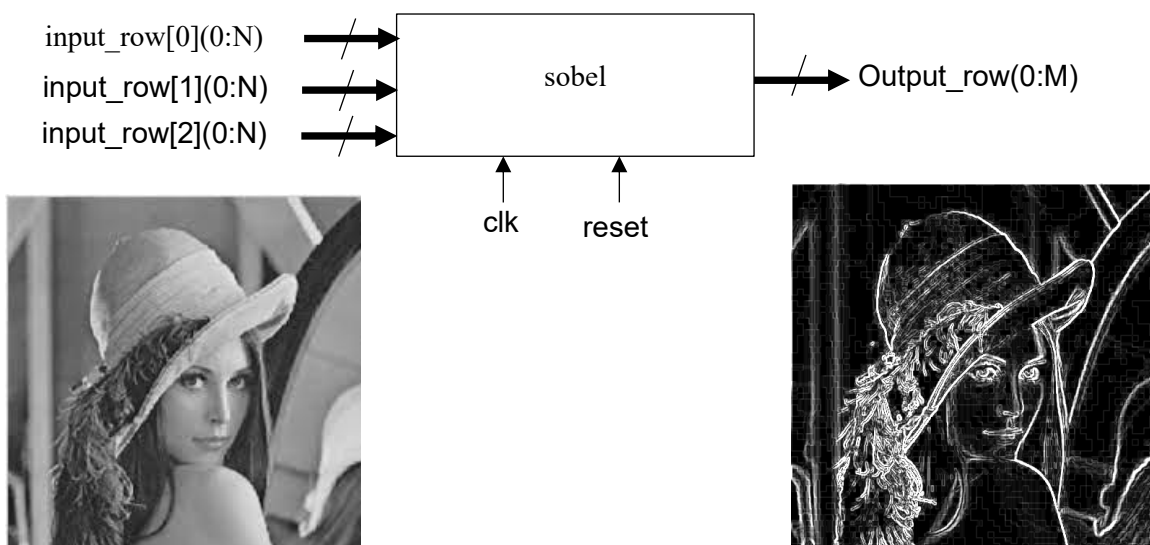 input_row[0](0:N)
input_row[1](0:N)
input_row[2](0:N)
sobel
Output_row(0:M)
clk
reset